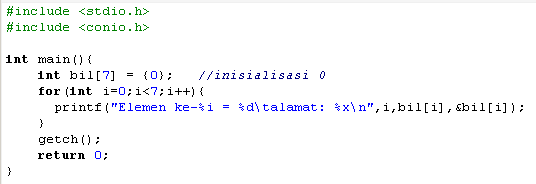 #include <stdio.h>
#include <conio.h>
int main(){
int bil[7] = {0}; //inisialisasi 0
for(int i=0;i<7;i++){
printf("Elemen ke-%i = %d\talamat: %x\n",i,bil[i],&bil[i]);
}
getch();
return 0;
}